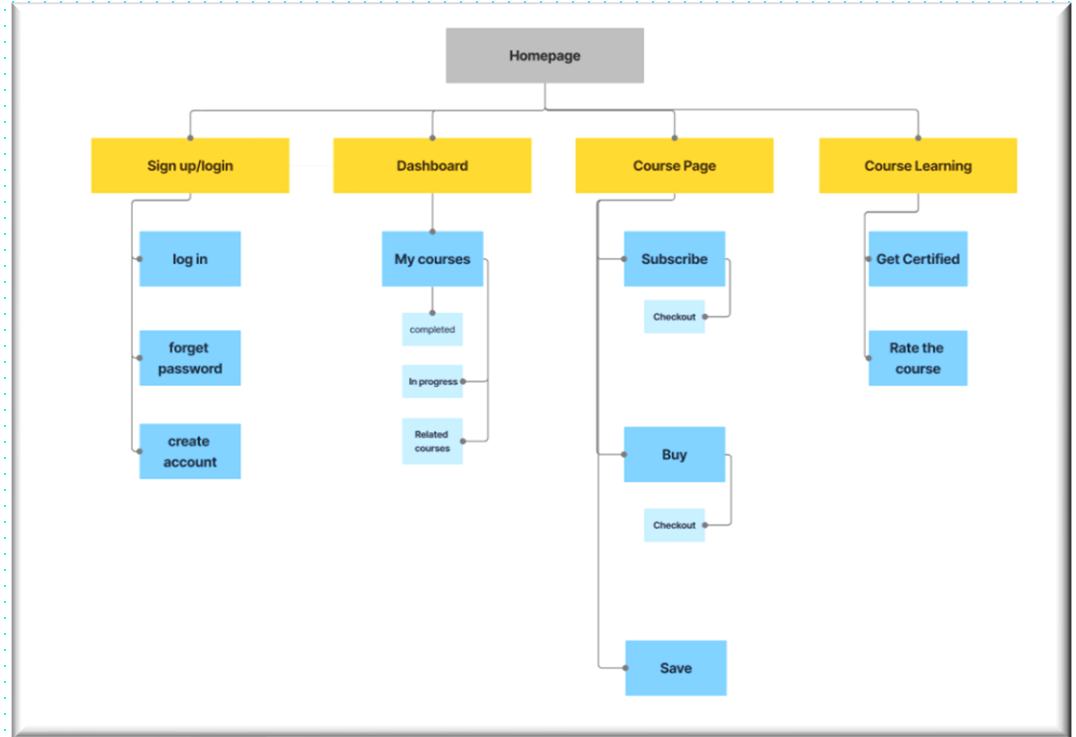 Homepage
Sign up/login
Dashboard
Course Page
Course Learning
log in
My courses
Subscribe
Get Certified
Checkout
completed
forget
password
Rate the
course
In progress
create
account
Related
courses
Buy
Checkout
Save